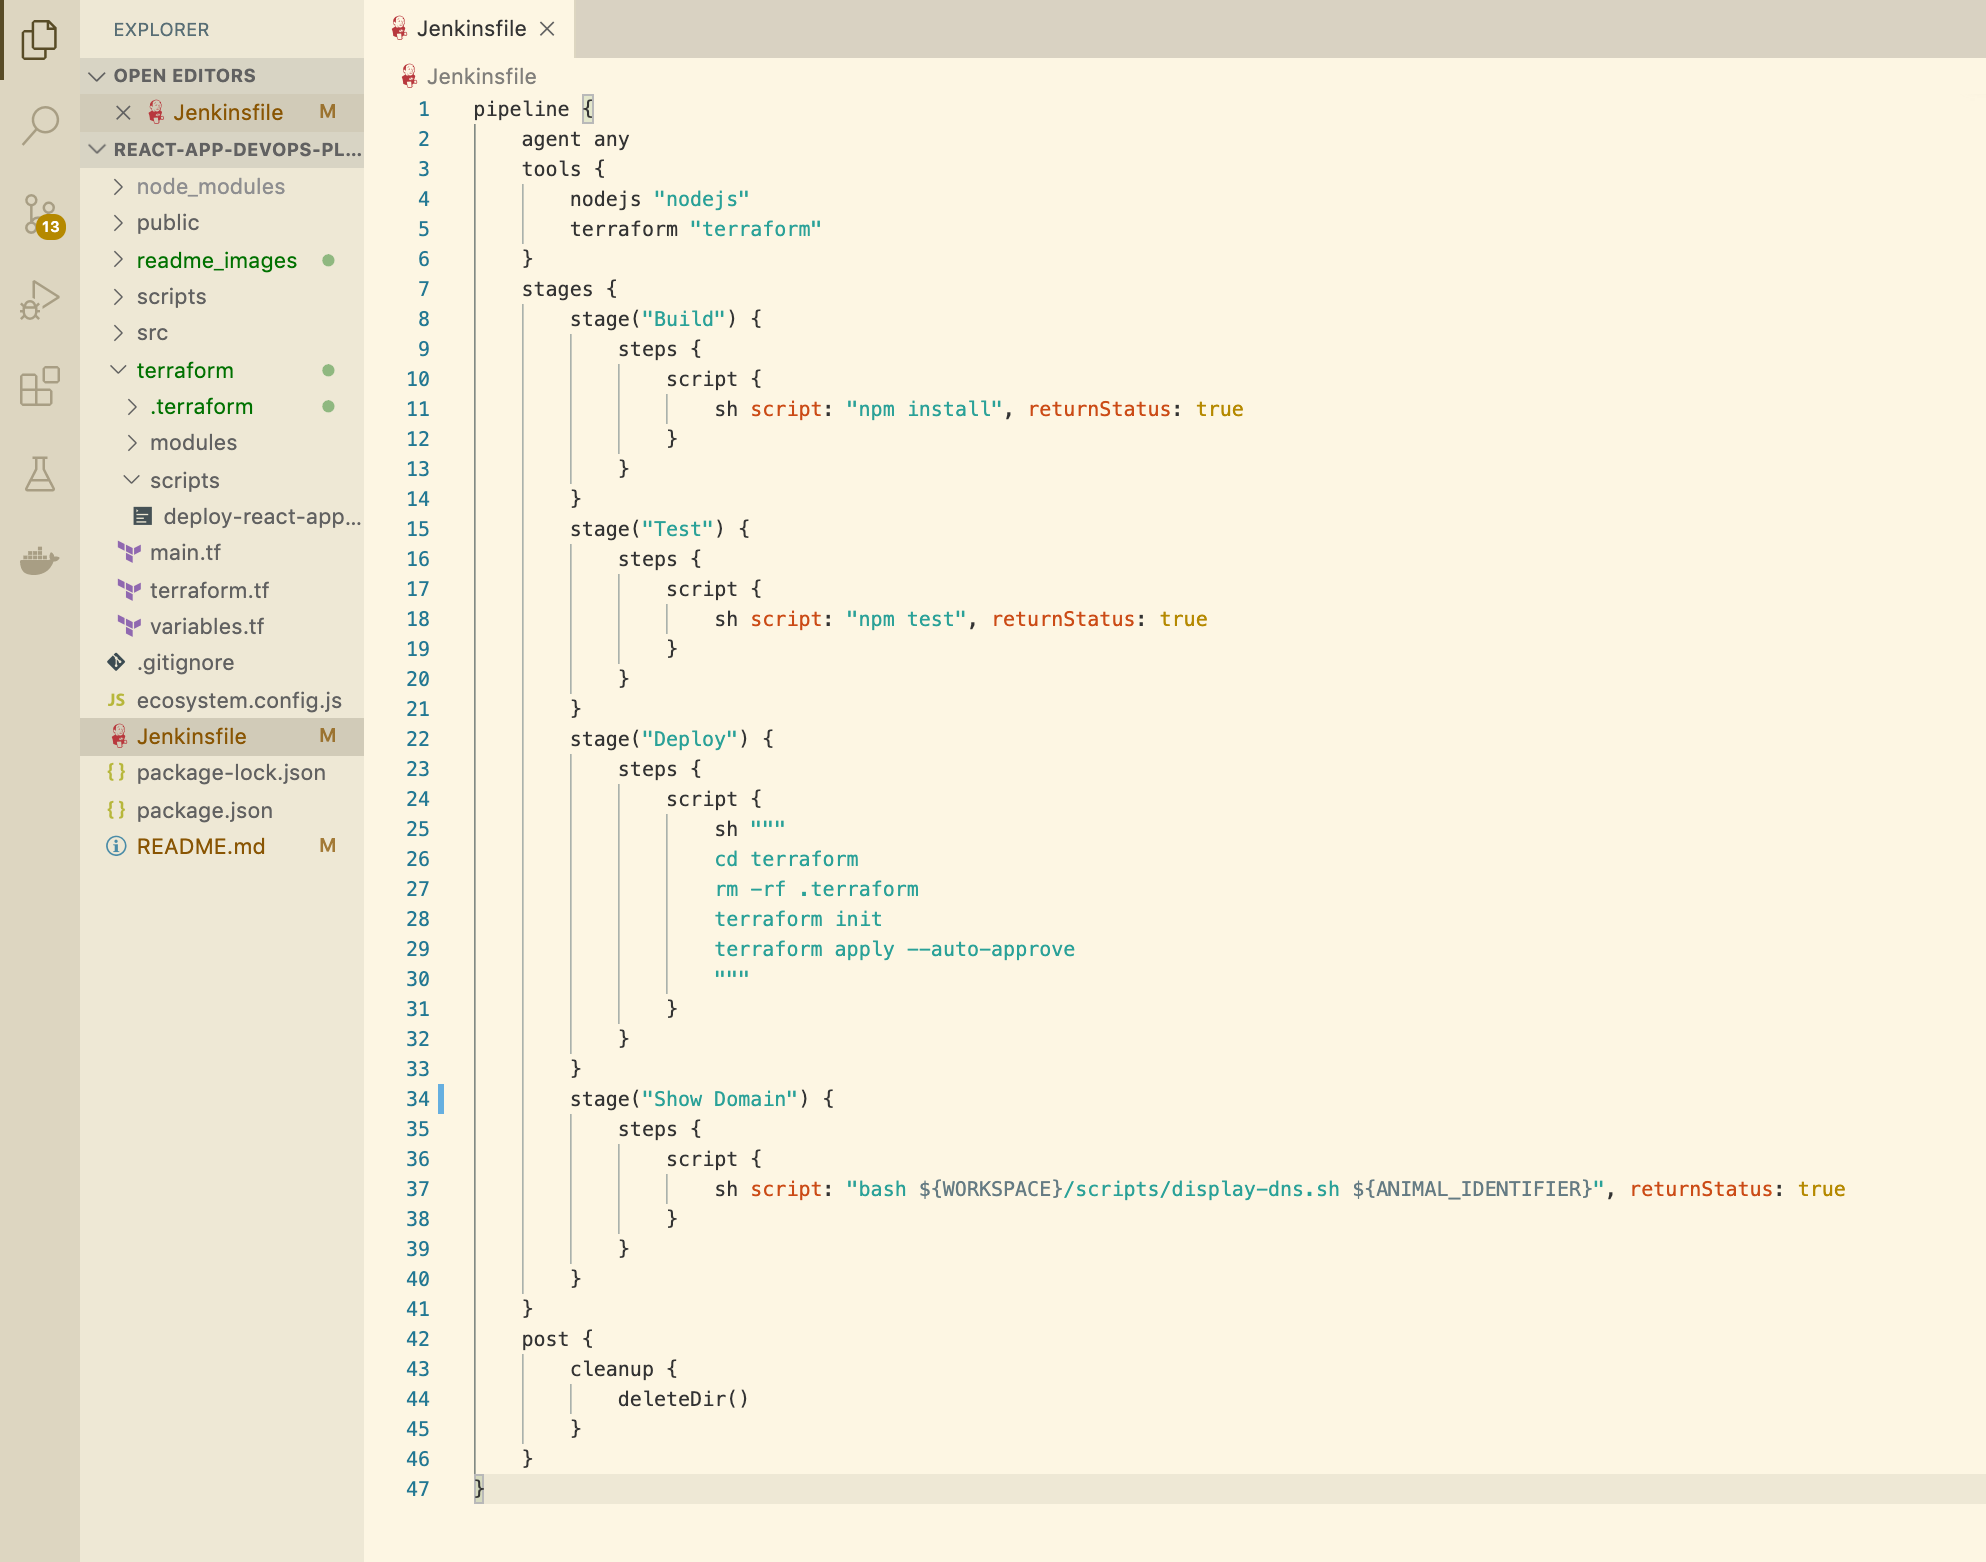 EXPLORER
OPEN EDITORS
Jenkinsfile M
REACT-APP-DEVOPS-PL...
node_modules
public
readme_images
scripts
src
terraform
.terraform
modules
scripts
deploy-react-app...
main.tf
terraform.tf
variables.tf
.gitignore
JS ecosystem.config.js
Jenkinsfile M
{} package-lock.json
{} package.json
README.md M
13
Jenkinsfile
Jenkinsfile
1 pipeline {
2 agent any
3 tools {
4 nodejs "nodejs"
5 terraform "terraform"
6 }
7 stages {
8 stage("Build") {
9 steps {
10 script {
11 sh script: "npm install", returnStatus: true
12 }
13 }
14 }
15 stage("Test") {
16 steps {
17 script {
18 sh script: "npm test", returnStatus: true
19 }
20 }
21 }
22 stage("Deploy") {
23 steps {
24 script {
25 sh """
26 cd terraform
27 rm -rf .terraform
28 terraform init
29 terraform apply --auto-approve
30 """
31 }
32 }
33 }
34 stage("Show Domain") {
35 steps {
36 script {
37 sh script: "bash ${WORKSPACE}/scripts/display-dns.sh ${ANIMAL_IDENTIFIER}", returnStatus: true
38 }
39 }
40 }
41 }
42 post {
43 cleanup {
44 deleteDir()
45 }
46 }
47 }